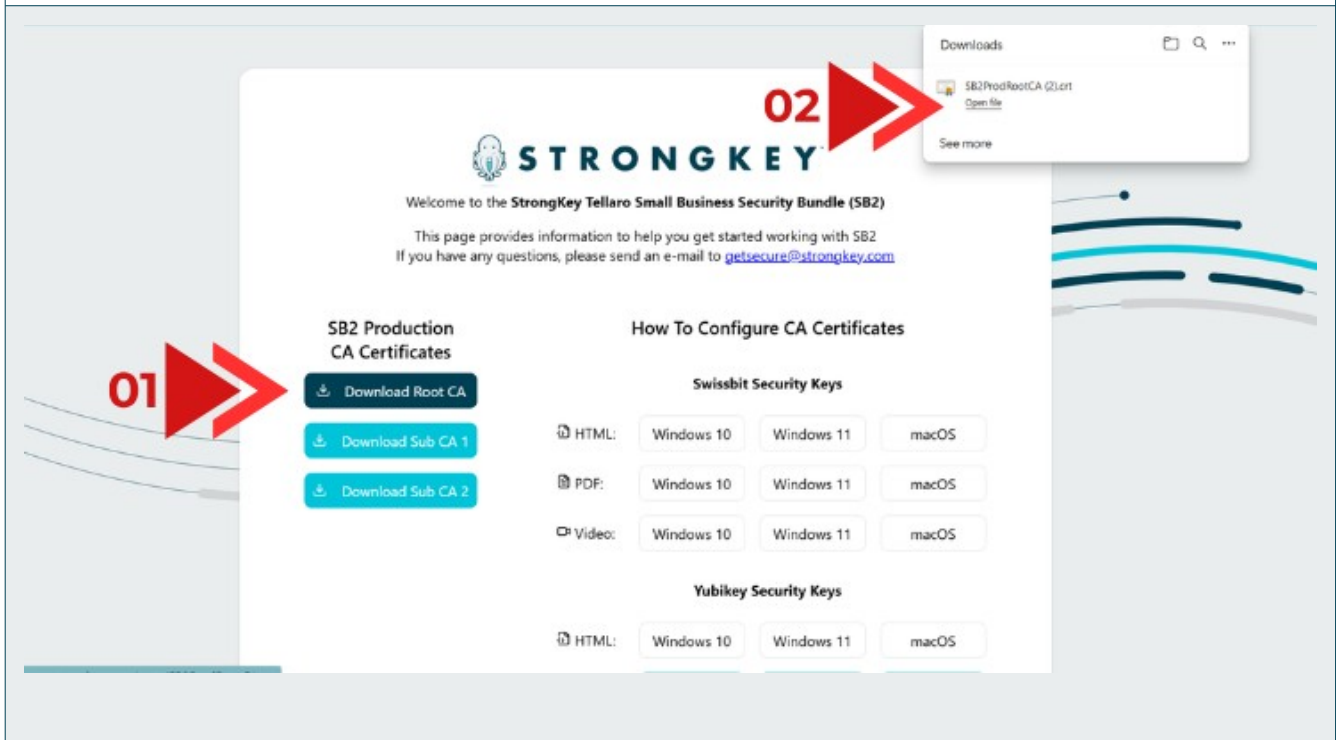 Downloads
SB2ProdRootCA (2).crt
Open file
See more
02
STRONGKEY
Welcome to the StrongKey Tellaro Small Business Security Bundle (SB2)
This page provides information to help you get started working with SB2
If you have any questions, please send an e-mail to getsecure@strongkey.com
SB2 Production
CA Certificates
01
Download Root CA
Download Sub CA 1
Download Sub CA 2
How To Configure CA Certificates
Swissbit Security Keys
HTML: Windows 10 Windows 11 macOS
PDF: Windows 10 Windows 11 macOS
Video: Windows 10 Windows 11 macOS
Yubikey Security Keys
HTML: Windows 10 Windows 11 macOS